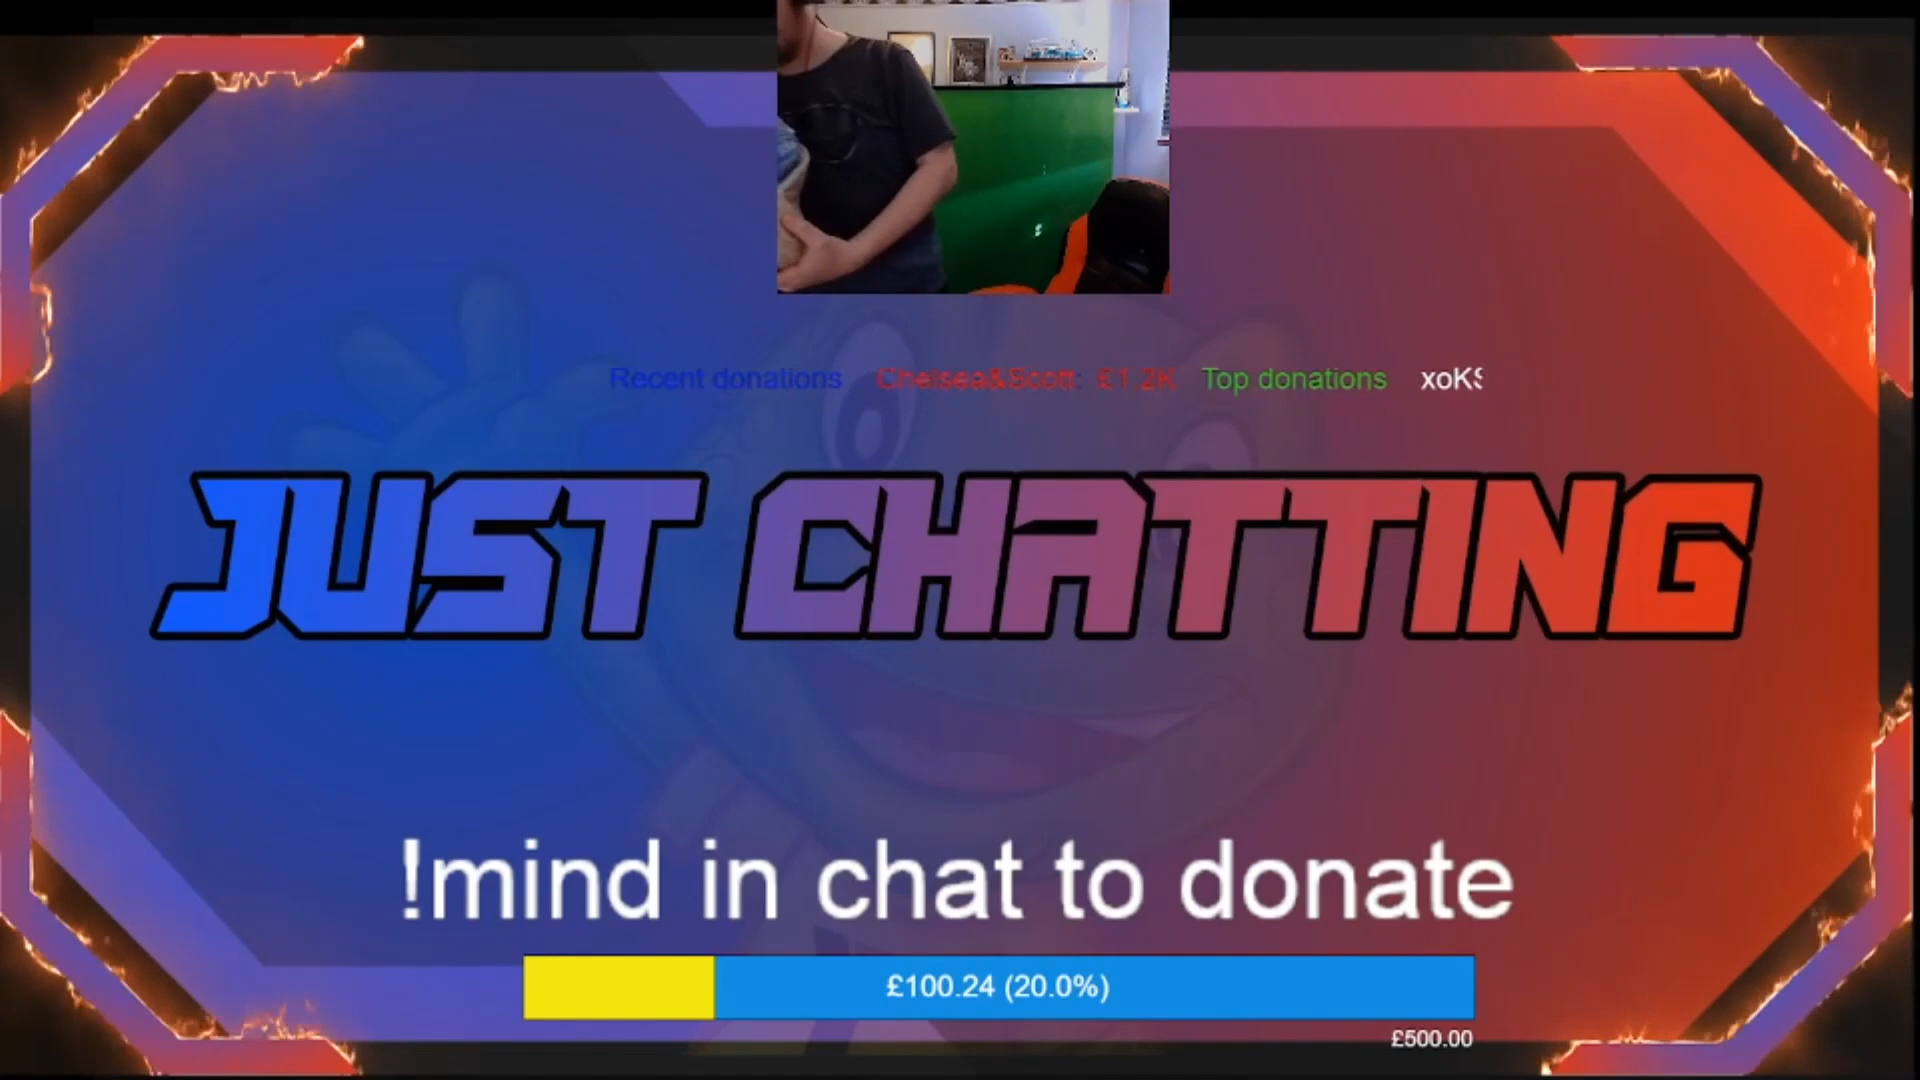 Recent donations Chelsea&Scott: £1.2K Top donations xoKS
JUST CHATTING
!mind in chat to donate
£100.24 (20.0%)
£500.00